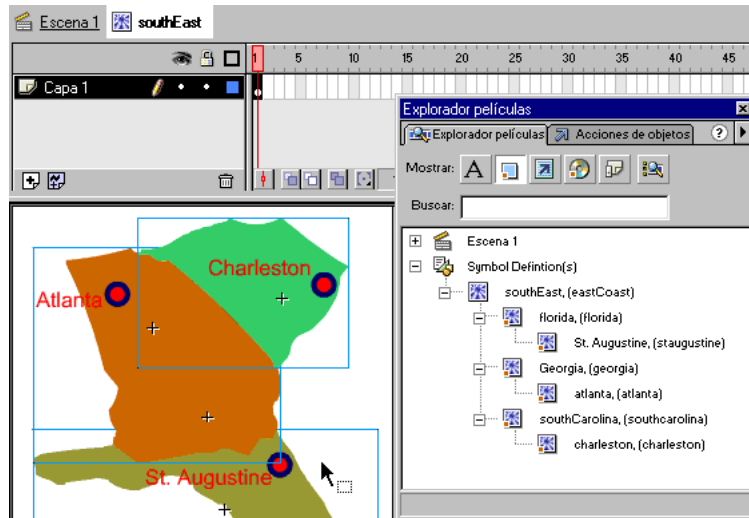 Escena 1 southEast
1 5 10 15 20 25 30 35 40 45
Capa 1
Explorador películas
Explorador películas Acciones de objetos ?
Mostrar: A
Buscar:
Escena 1
Symbol Defintion(s)
southEast, (eastCoast)
florida, (florida)
St. Augustine, (staugustine)
Georgia, (georgia)
atlanta, (atlanta)
southCarolina, (southcarolina)
charleston, (charleston)
Charleston
Atlanta
St. Augustine